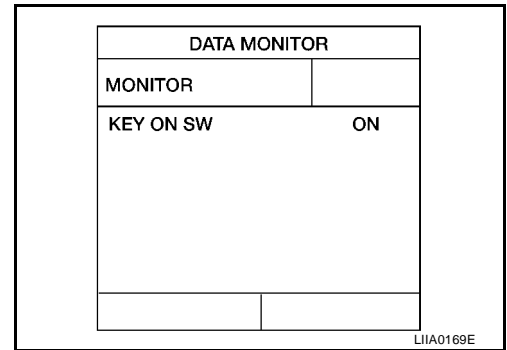 DATA MONITOR
MONITOR
KEY ON SW ON
LIIA0169E